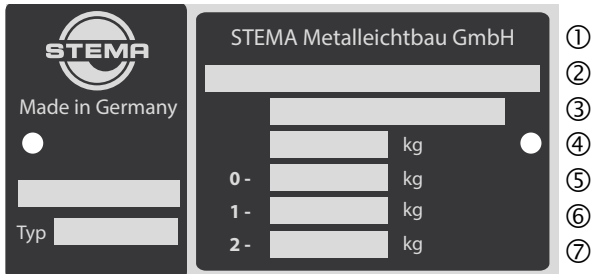 STEMA
Made in Germany
Typ
STEMA Metalleichtbau GmbH
kg
0 - kg
1 - kg
2 - kg
①
②
③
④
⑤
⑥
⑦